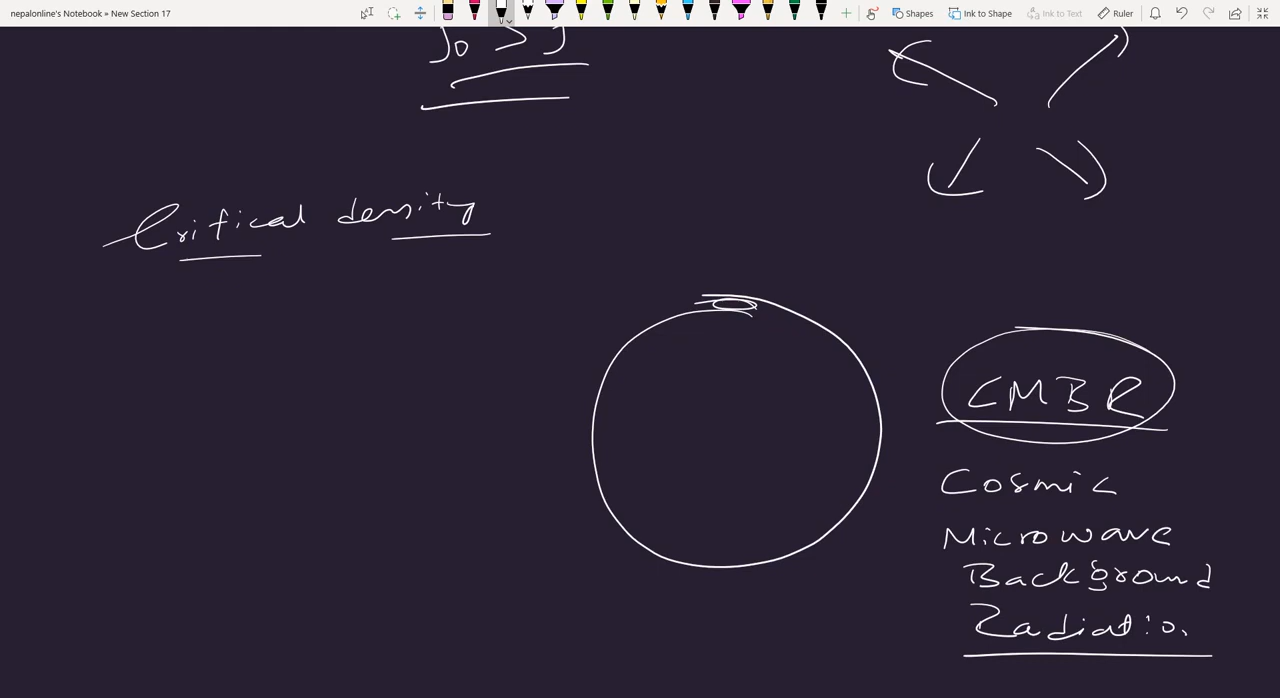 nepalonline's Notebook » New Section 17
Shapes
Ink to Shape
Ink to Text
Ruler
Critical density
CMBR
Cosmic
Microwave
Background
Radiation